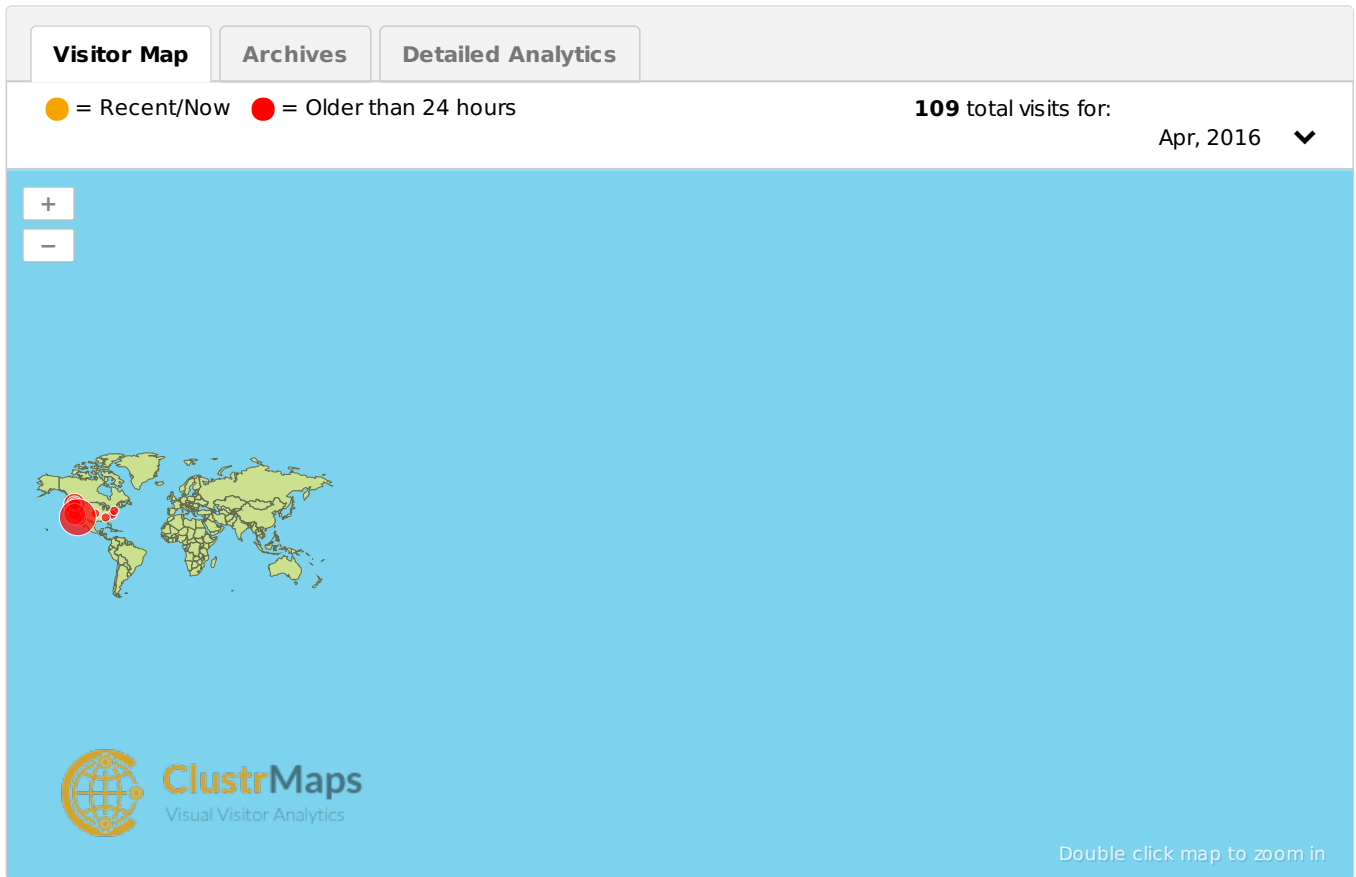 Visitor Map Archives Detailed Analytics
= Recent/Now = Older than 24 hours 109 total visits for:
Apr, 2016
+
−
ClustrMaps
Visual Visitor Analytics
Double click map to zoom in